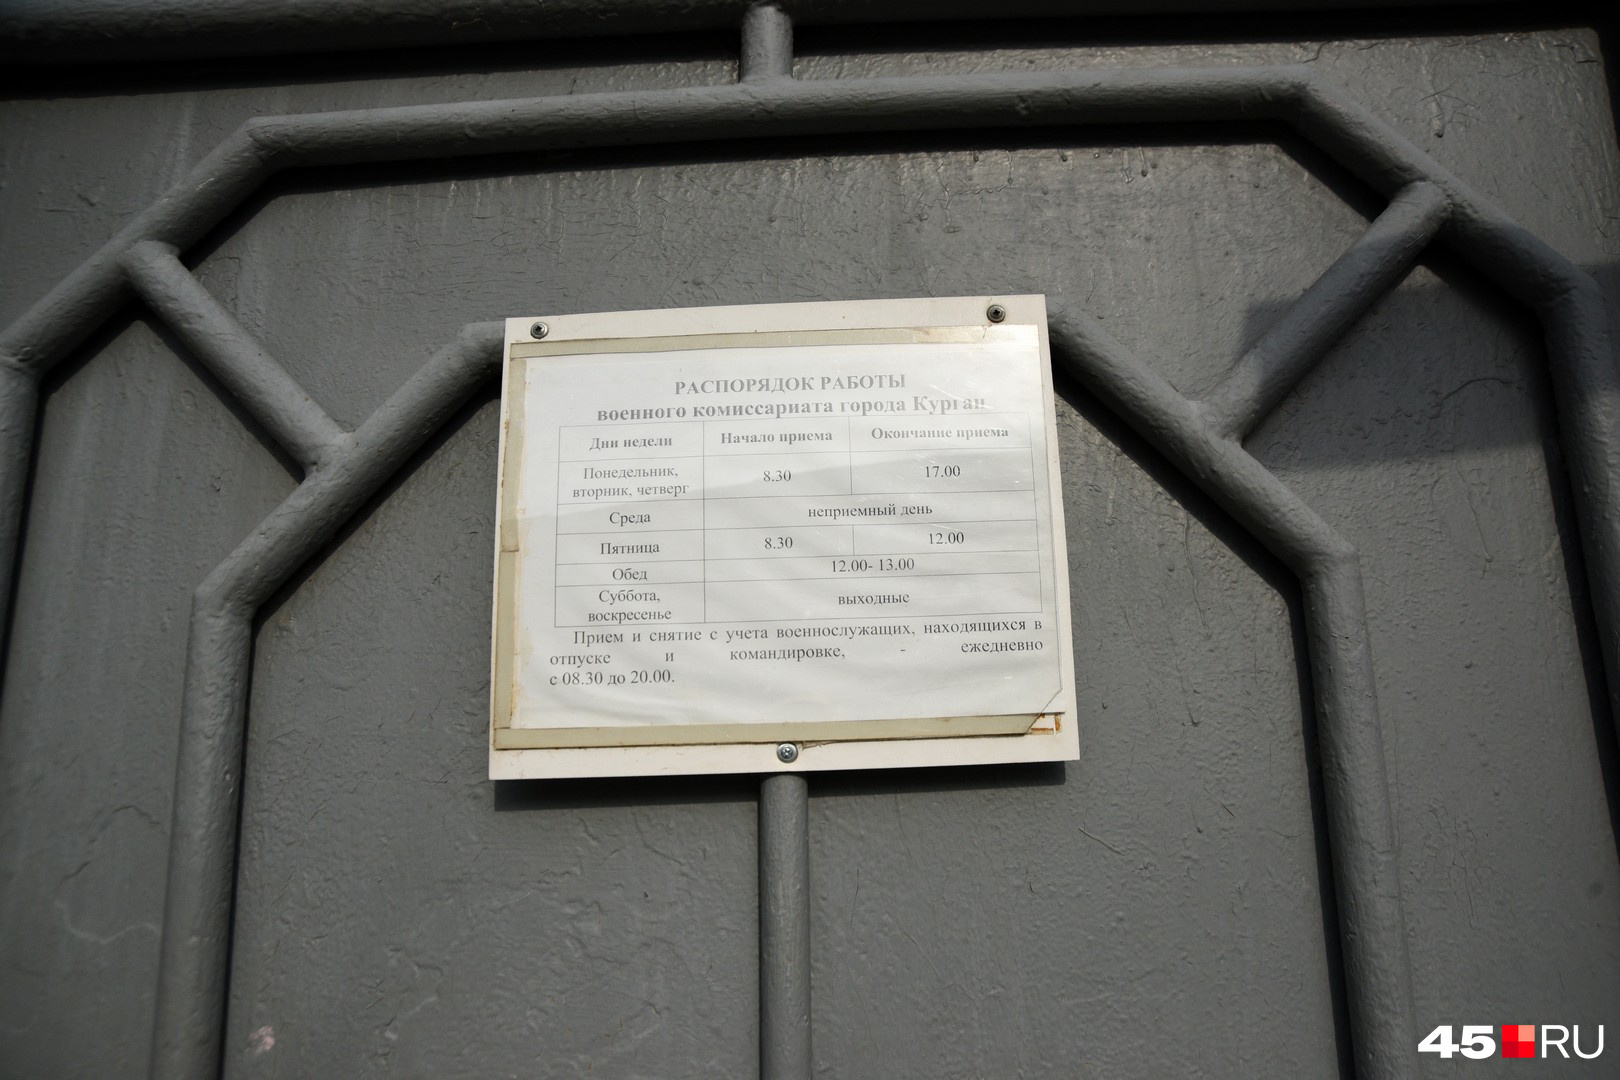 РАСПОРЯДОК РАБОТЫ
военного комиссариата города Курган
Дни недели Начало приема Окончание приема
Понедельник,
вторник, четверг 8.30 17.00
Среда неприемный день
Пятница 8.30 12.00
Обед 12.00- 13.00
Суббота,
воскресенье выходные
Прием и снятие с учета военнослужащих, находящихся в
отпуске и командировке, - ежедневно
с 08.30 до 20.00.
45 RU